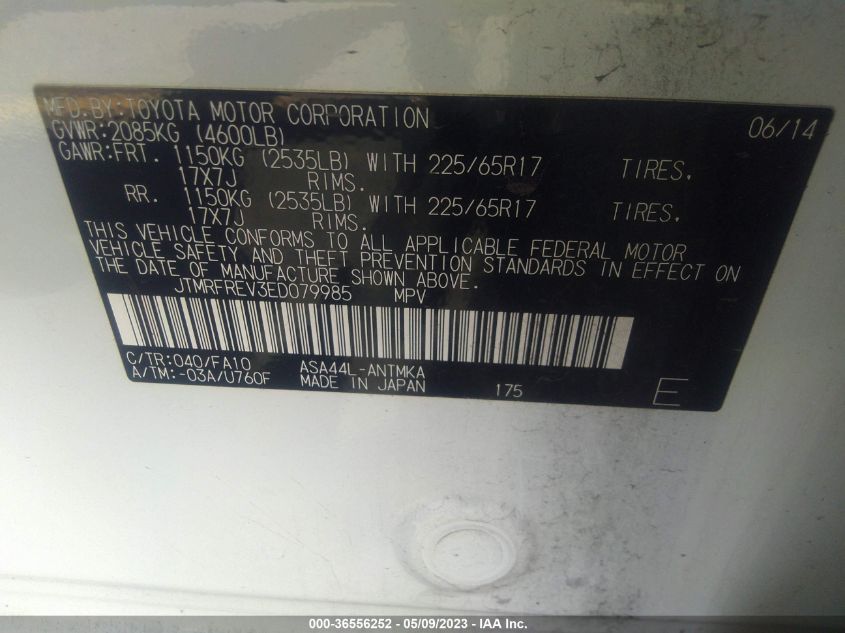 MFD.BY:TOYOTA MOTOR CORPORATION 06/14
GVWR:2085KG (4600LB)
GAWR:FRT. 1150KG (2535LB) WITH 225/65R17 TIRES.
17X7J RIMS.
RR. 1150KG (2535LB) WITH 225/65R17 TIRES.
17X7J RIMS.
THIS VEHICLE CONFORMS TO ALL APPLICABLE FEDERAL MOTOR
VEHICLE SAFETY AND THEFT PREVENTION STANDARDS IN EFFECT ON
THE DATE OF MANUFACTURE SHOWN ABOVE.
JTMRFREV3ED079985 MPV
C/TR:040/FA10 ASA44L-ANTMKA
A/TM:-03A/U760F MADE IN JAPAN 175 E
000-36556252 - 05/09/2023 - IAA Inc.